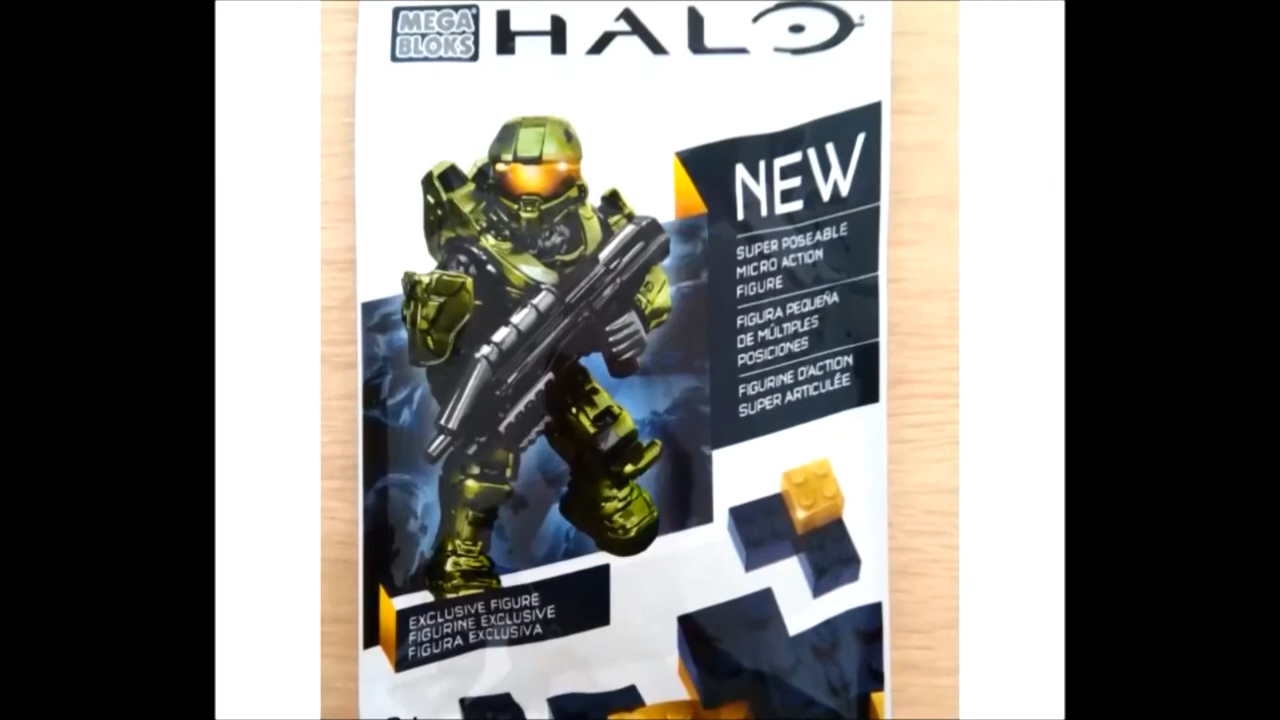 MEGA
BLOKS
HALO
NEW
SUPER POSEABLE
MICRO ACTION
FIGURE
FIGURA PEQUEÑA
DE MÚLTIPLES
POSICIONES
FIGURINE D'ACTION
SUPER ARTICULÉE
EXCLUSIVE FIGURE
FIGURINE EXCLUSIVE
FIGURA EXCLUSIVA